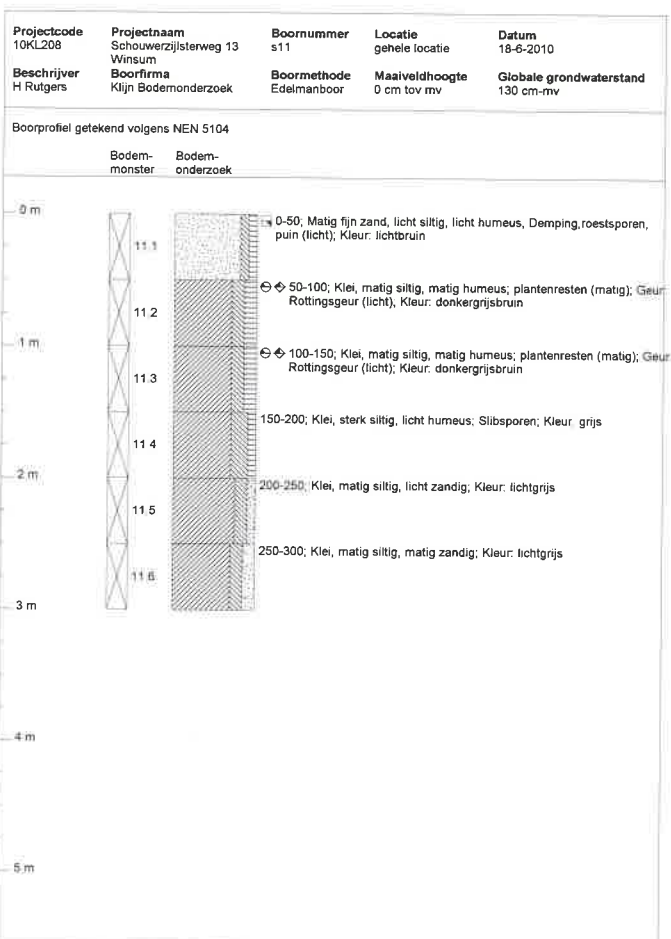 Projectcode Projectnaam Boornummer Locatie Datum
10KL208 Schouwerzijlsterweg 13 s11 gehele locatie 18-6-2010
Winsum
Beschrijver Boorfirma Boormethode Maaiveldhoogte Globale grondwaterstand
H Rutgers Klijn Bodemonderzoek Edelmanboor 0 cm tov mv 130 cm-mv
Boorprofiel getekend volgens NEN 5104
Bodem- Bodem-
monster onderzoek
0 m
0-50; Matig fijn zand, licht siltig, licht humeus, Demping,roestsporen,
puin (licht); Kleur: lichtbruin
11.1
50-100; Klei, matig siltig, matig humeus; plantenresten (matig); Geur:
Rottingsgeur (licht), Kleur: donkergrijsbruin
11.2
1 m
100-150; Klei, matig siltig, matig humeus; plantenresten (matig); Geur:
Rottingsgeur (licht); Kleur: donkergrijsbruin
11.3
150-200; Klei, sterk siltig, licht humeus; Slibsporen; Kleur: grijs
11.4
2 m
200-250; Klei, matig siltig, licht zandig; Kleur: lichtgrijs
11.5
250-300; Klei, matig siltig, matig zandig; Kleur: lichtgrijs
11.6
3 m
4 m
5 m